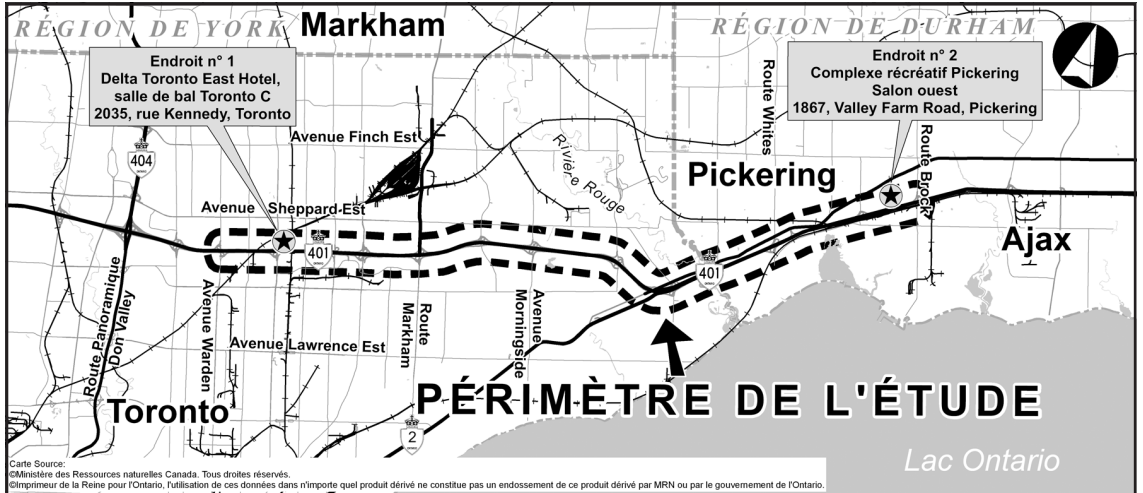 RÉGION DE YORK
Markham
RÉGION DE DURHAM
Endroit n° 1
Delta Toronto East Hotel,
salle de bal Toronto C
2035, rue Kennedy, Toronto
Endroit n° 2
Complexe récréatif Pickering
Salon ouest
1867, Valley Farm Road, Pickering
Route Whites
Avenue Finch Est
404
Rivière Rouge
Pickering
Route Brock
Avenue Sheppard Est
401
401
Ajax
Route Panoramique
Don Valley
Avenue Warden
Route
Markham
Avenue
Morningside
Avenue Lawrence Est
PÉRIMÈTRE DE L'ÉTUDE
Toronto
2
Lac Ontario
Carte Source:
©Ministère des Ressources naturelles Canada. Tous droites réservés.
©Imprimeur de la Reine pour l'Ontario, l'utilisation de ces données dans n'importe quel produit dérivé ne constitue pas un endossement de ce produit dérivé par MRN ou par le gouvernement de l'Ontario.